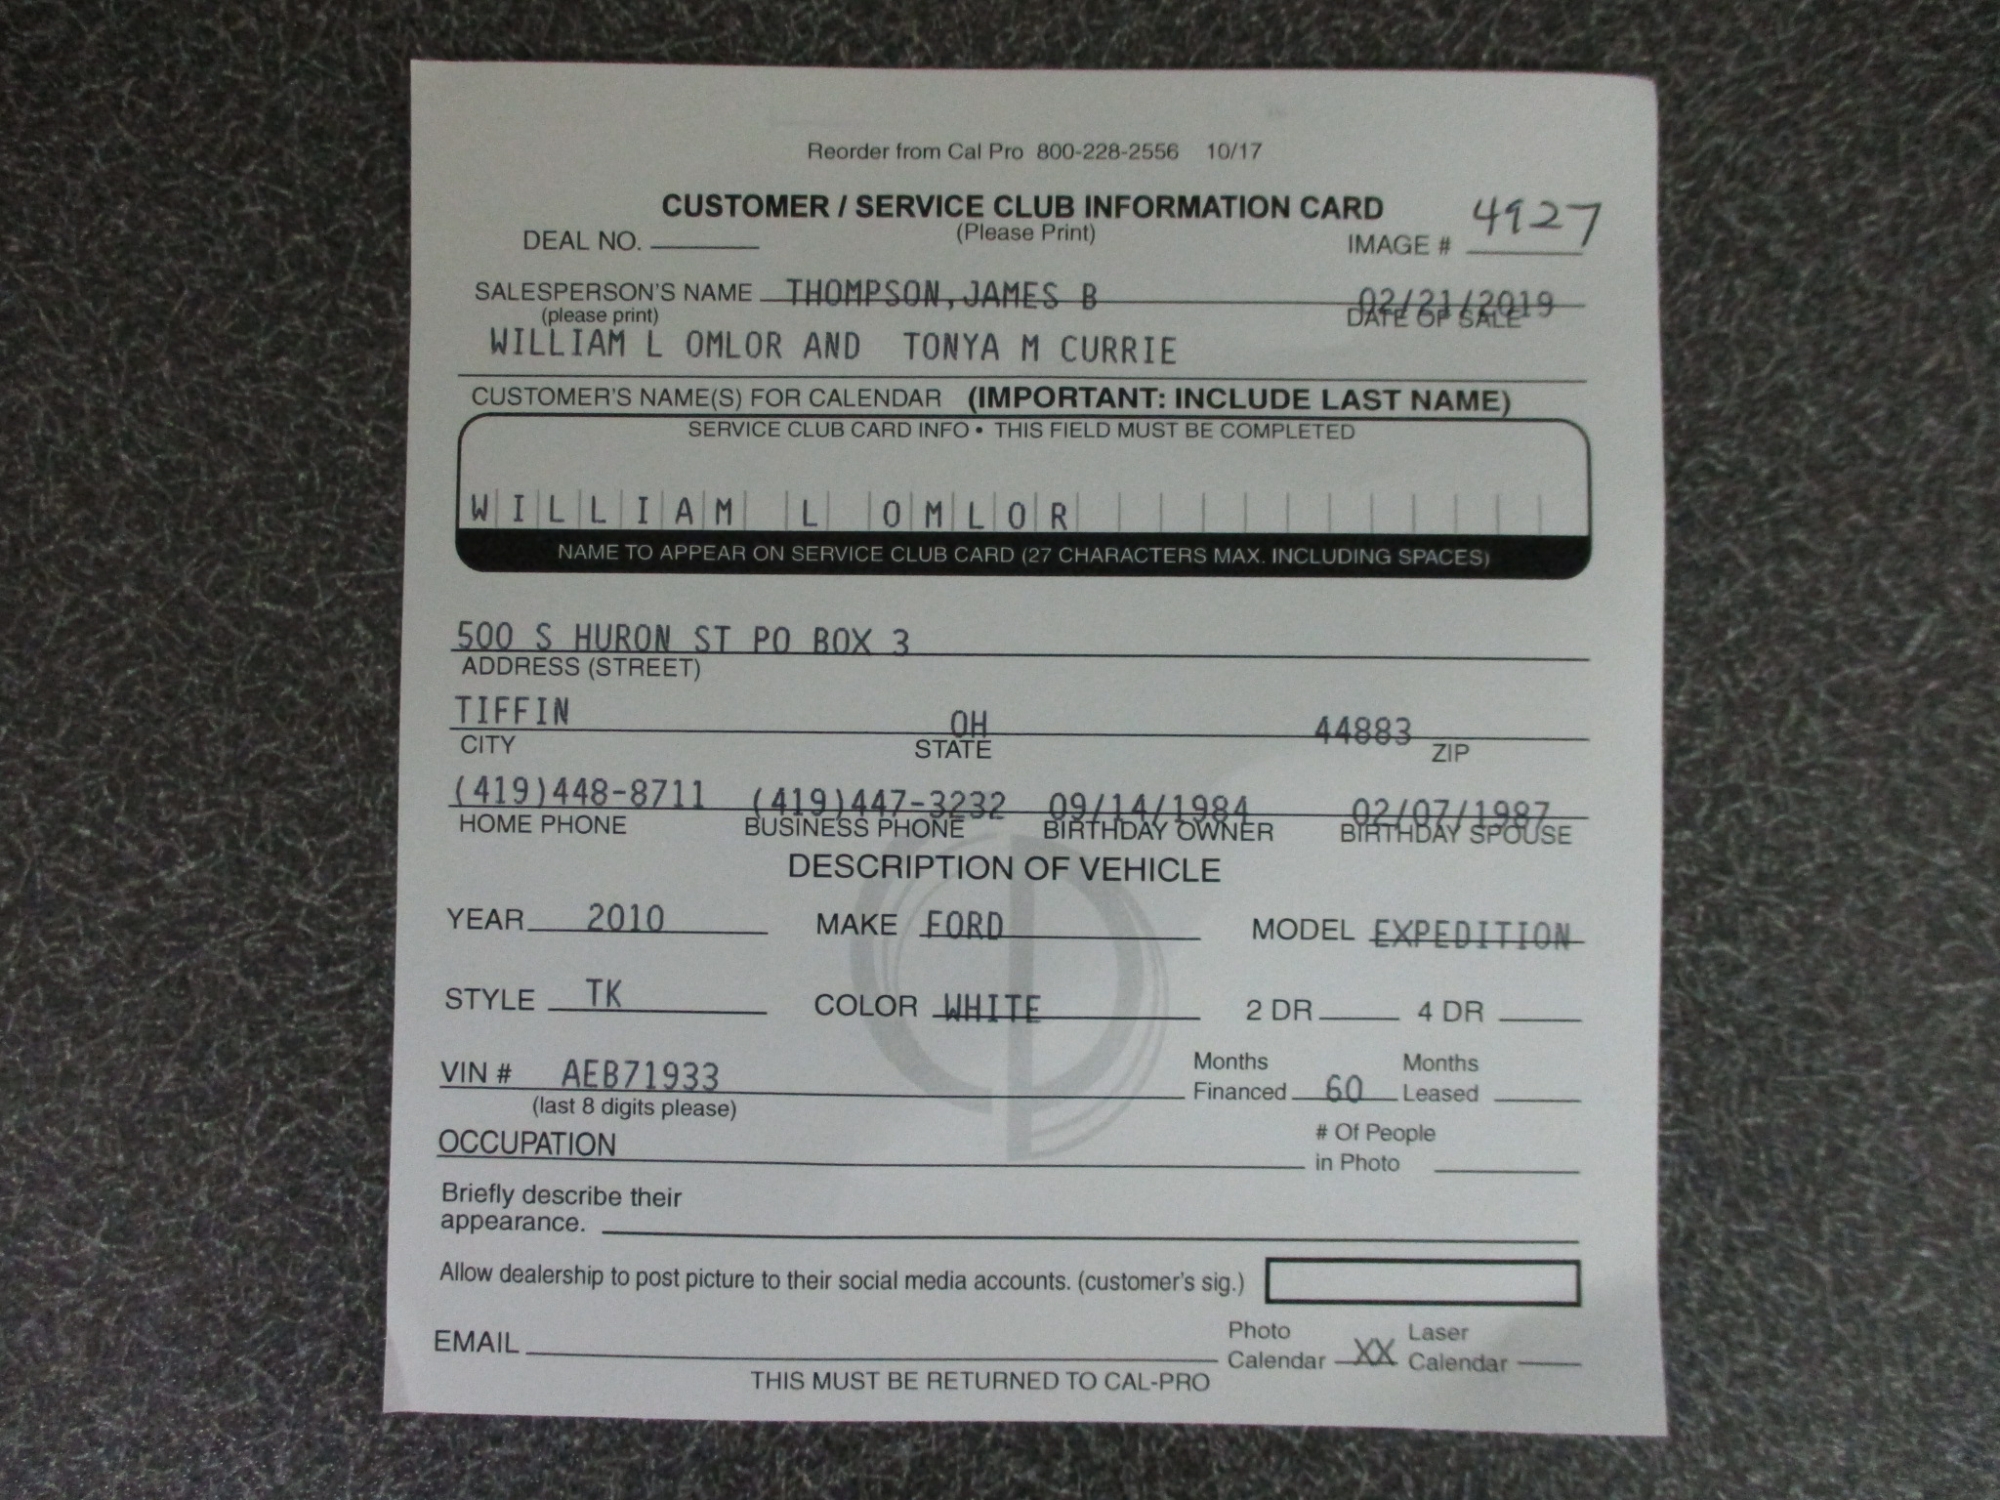 Reorder from Cal Pro 800-228-2556 10/17
CUSTOMER / SERVICE CLUB INFORMATION CARD
(Please Print)
DEAL NO. IMAGE # 4927
SALESPERSON'S NAME THOMPSON,JAMES B 02/21/2019
(please print) DATE OF SALE
WILLIAM L OMLOR AND TONYA M CURRIE
CUSTOMER'S NAME(S) FOR CALENDAR (IMPORTANT: INCLUDE LAST NAME)
SERVICE CLUB CARD INFO • THIS FIELD MUST BE COMPLETED
WILLIAM L OMLOR
NAME TO APPEAR ON SERVICE CLUB CARD (27 CHARACTERS MAX. INCLUDING SPACES)
500 S HURON ST PO BOX 3
ADDRESS (STREET)
TIFFIN OH 44883
CITY STATE ZIP
(419)448-8711 (419)447-3232 09/14/1984 02/07/1987
HOME PHONE BUSINESS PHONE BIRTHDAY OWNER BIRTHDAY SPOUSE
DESCRIPTION OF VEHICLE
YEAR 2010 MAKE FORD MODEL EXPEDITION
STYLE TK COLOR WHITE 2 DR 4 DR
VIN # AEB71933 Months Financed 60 Months Leased
(last 8 digits please)
OCCUPATION # Of People in Photo
Briefly describe their
appearance.
Allow dealership to post picture to their social media accounts. (customer's sig.)
EMAIL Photo Calendar XX Laser Calendar
THIS MUST BE RETURNED TO CAL-PRO